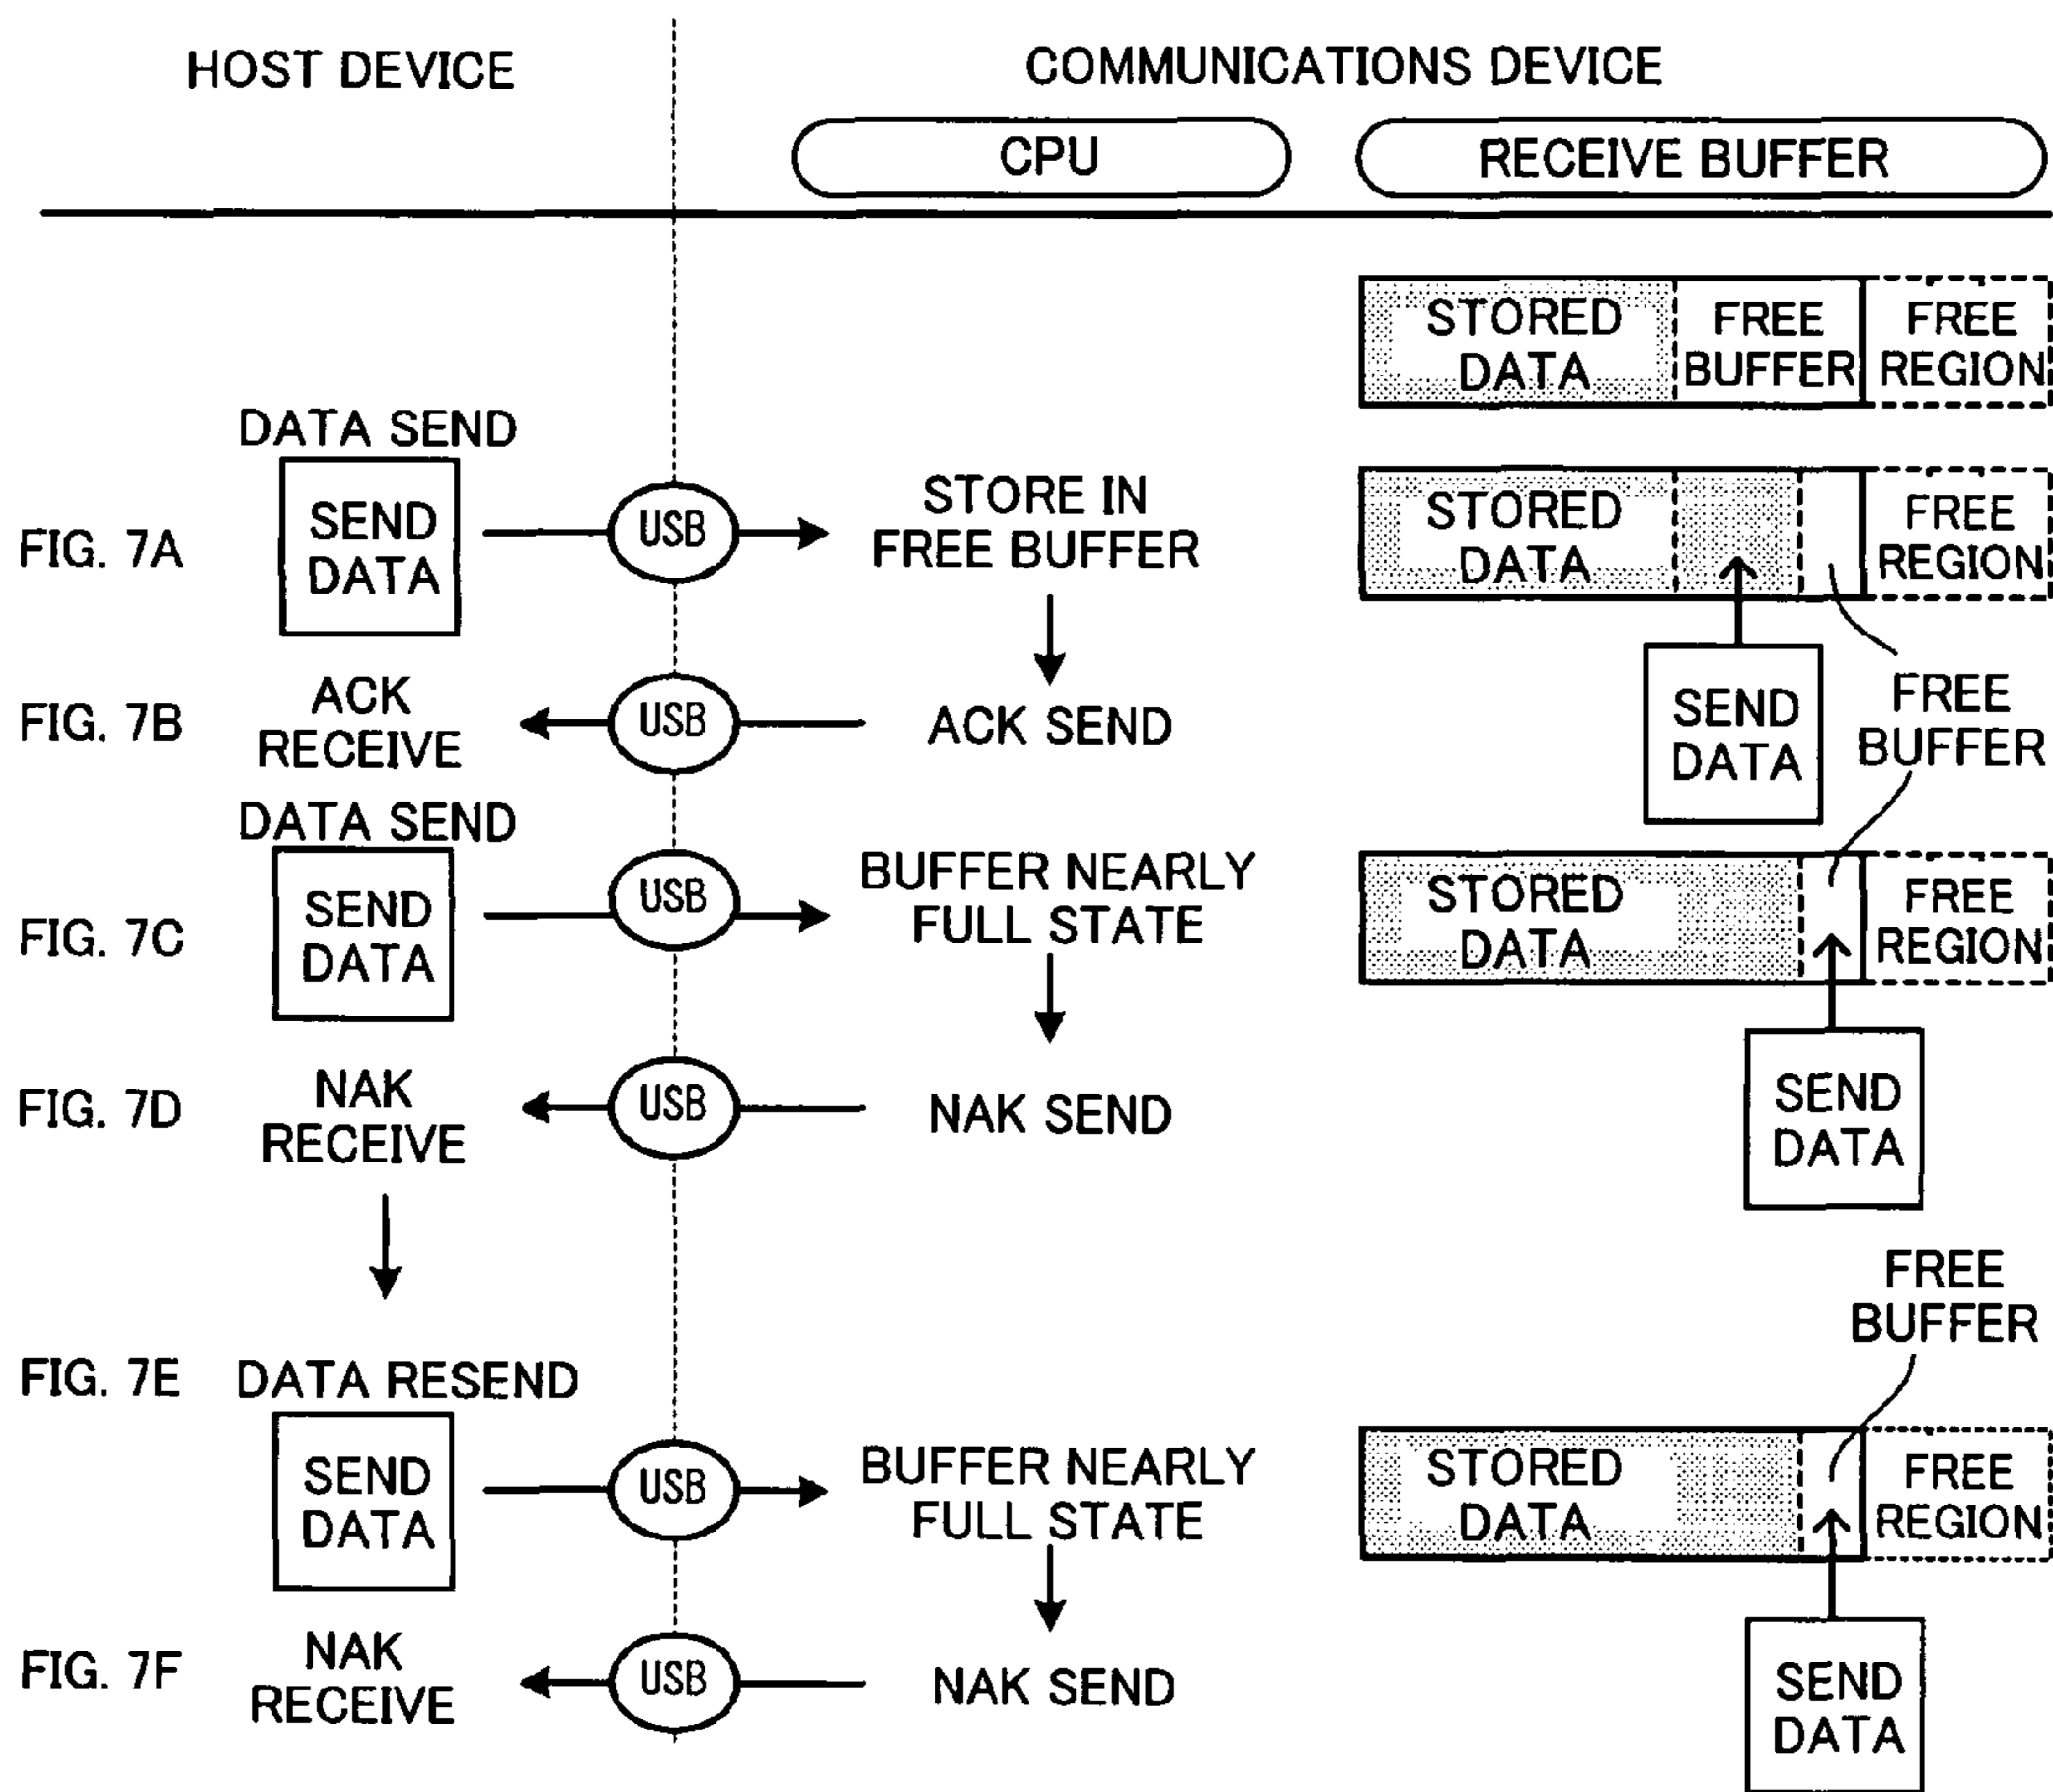 HOST DEVICE
COMMUNICATIONS DEVICE
CPU
RECEIVE BUFFER
STORED
DATA
FREE
BUFFER
FREE
REGION
FIG. 7A
DATA SEND
SEND
DATA
USB
STORE IN
FREE BUFFER
STORED
DATA
FREE
REGION
SEND
DATA
FREE
BUFFER
FIG. 7B
ACK
RECEIVE
USB
ACK SEND
FIG. 7C
DATA SEND
SEND
DATA
USB
BUFFER NEARLY
FULL STATE
STORED
DATA
FREE
REGION
SEND
DATA
FIG. 7D
NAK
RECEIVE
USB
NAK SEND
FIG. 7E
DATA RESEND
SEND
DATA
USB
BUFFER NEARLY
FULL STATE
FREE
BUFFER
STORED
DATA
FREE
REGION
SEND
DATA
FIG. 7F
NAK
RECEIVE
USB
NAK SEND